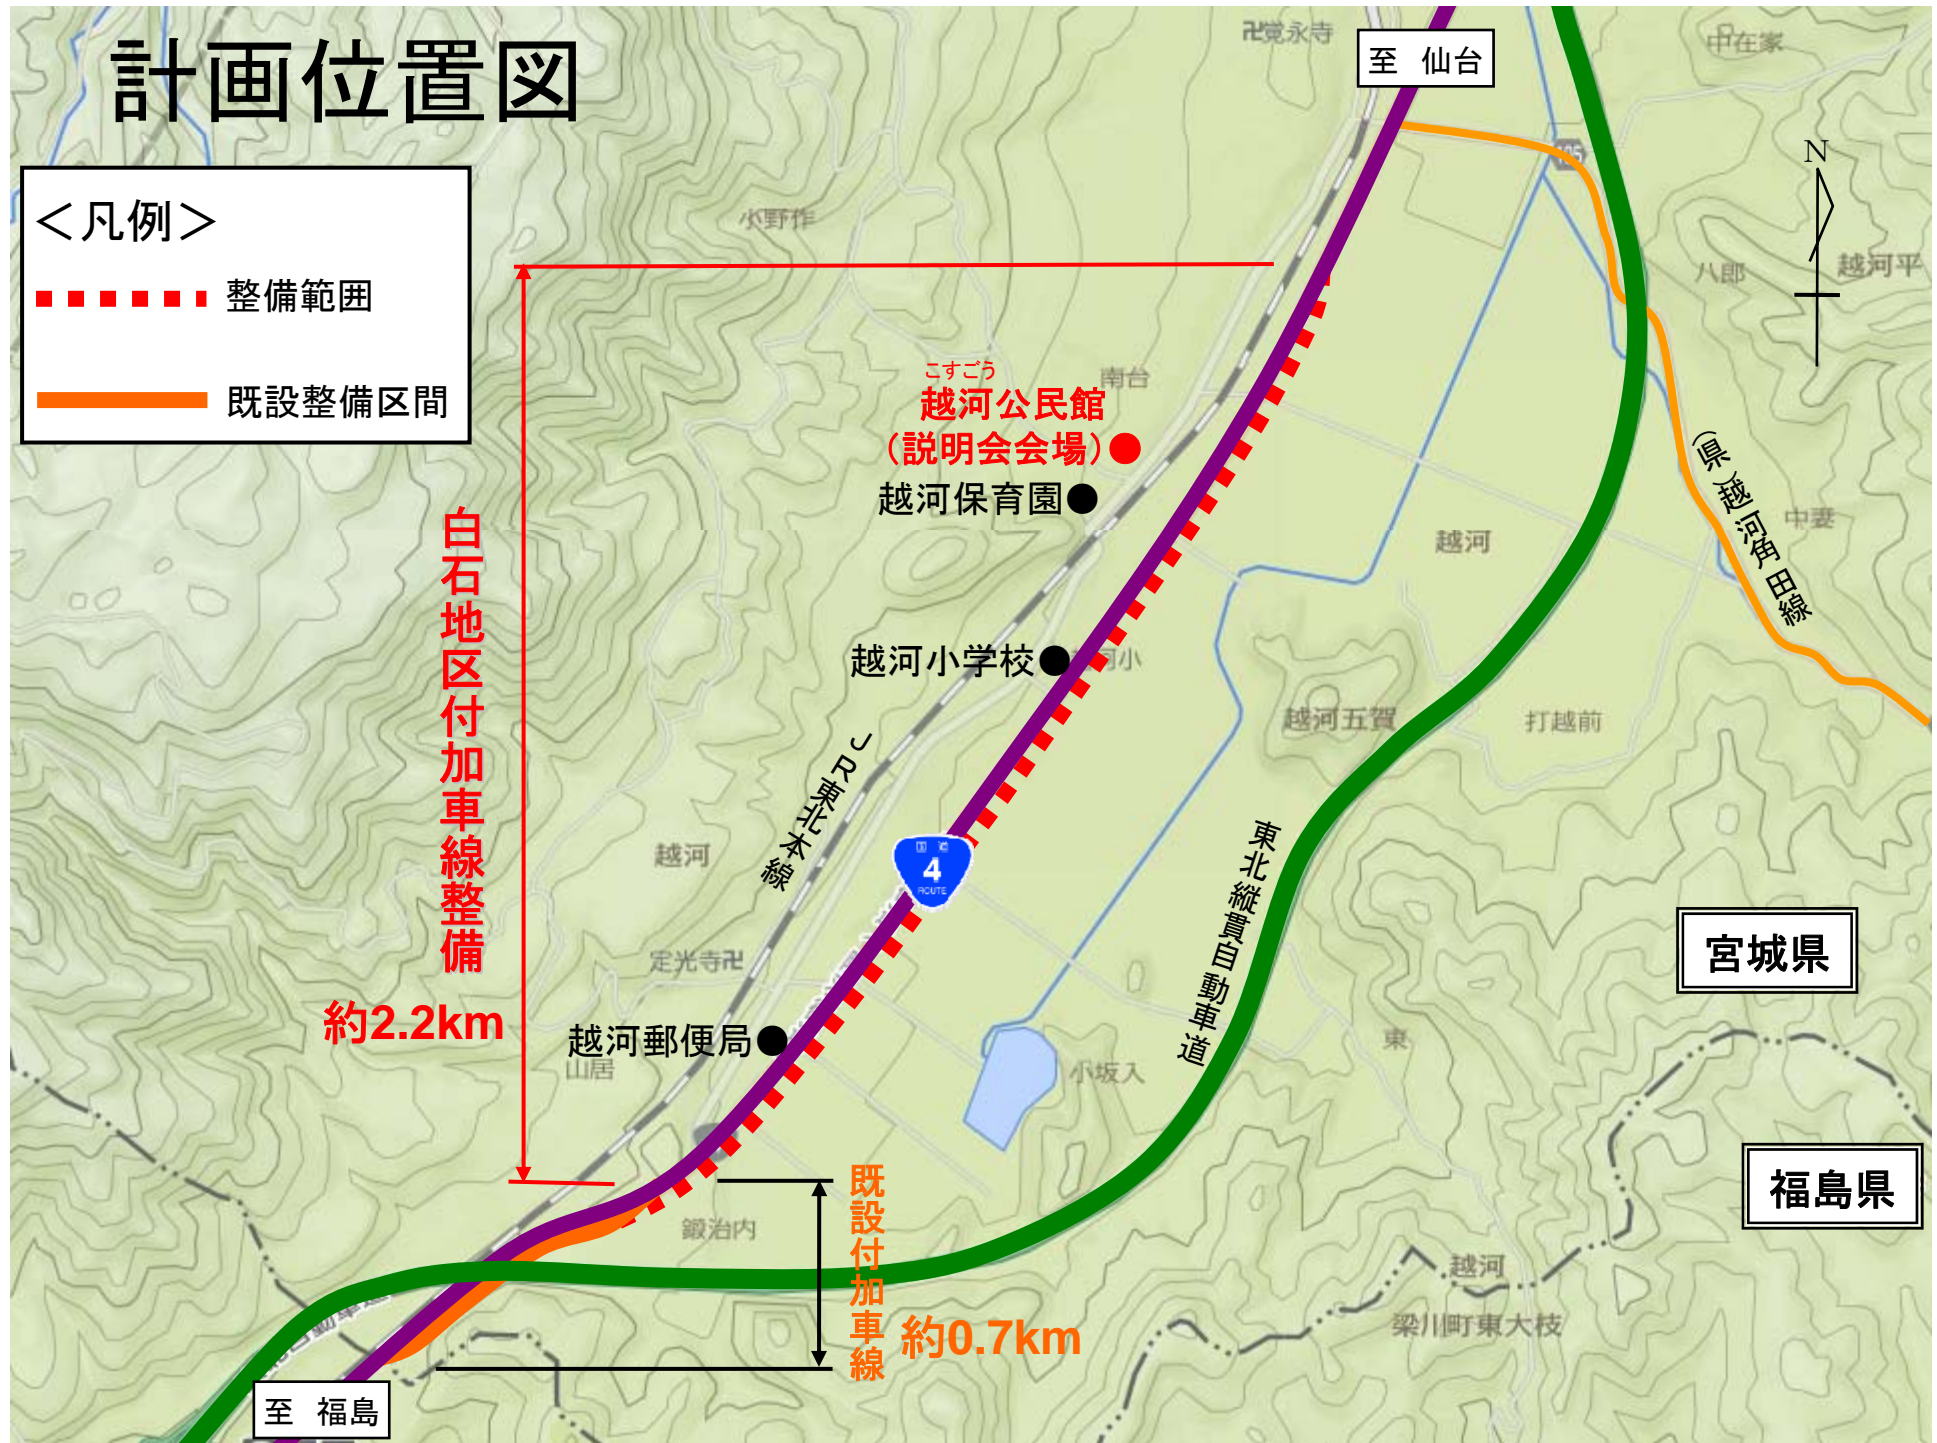 計画位置図
＜凡例＞
整備範囲
既設整備区間
卍覚永寺
至　仙台
中在家
N
小野作
八郎
越河平
こすごう
越河公民館
（説明会会場）
南台
越河保育園
(県)越河角田線
中妻
越河
白石地区付加車線整備
約2.2km
越河小学校
河小
越河五賀
打越前
JR東北本線
越河
国道
4
ROUTE
東北縦貫自動車道
定光寺卍
宮城県
越河郵便局
山居
小坂入
東
福島県
既設付加車線
約0.7km
鍛治内
越河
梁川町東大枝
至　福島